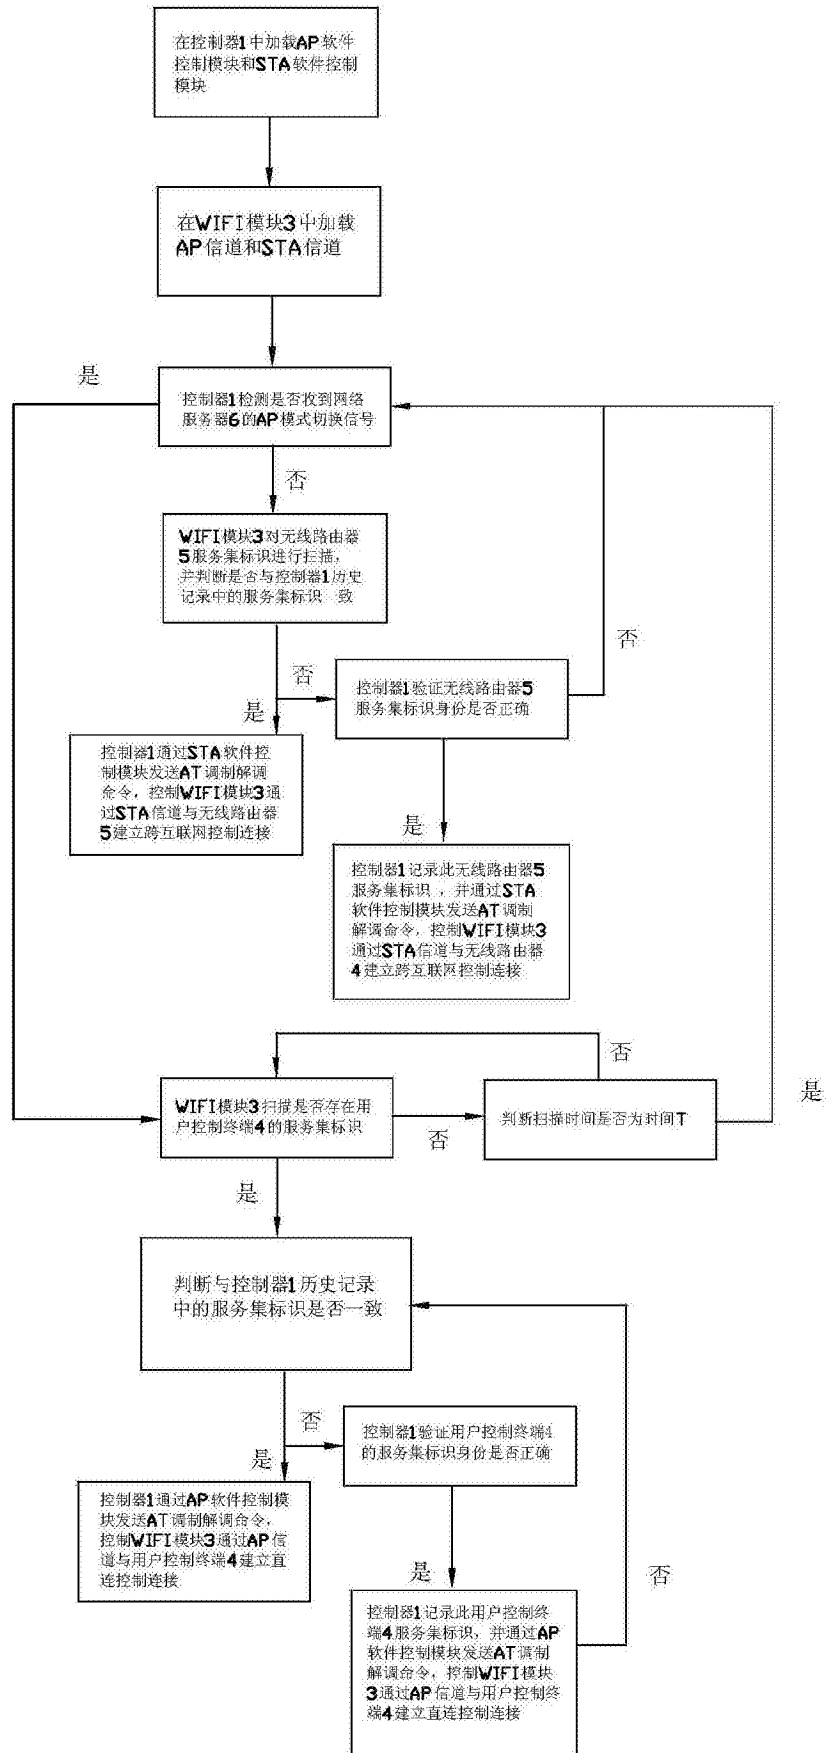 在控制器1中加载AP软件
控制模块和STA软件控制
模块
在WIFI模块3中加载
AP信道和STA信道
是
控制器1检测是否收到网络
服务器6的AP模式切换信号
否
WIFI模块3对无线路由器
5服务集标识进行扫描，
并判断是否与控制器1历史
记录中的服务集标识一致
否
否
控制器1验证无线路由器5
服务集标识身份是否正确
是
控制器1通过STA软件控
制模块发送AT调制解调
命令，控制WIFI模块3通
过STA信道与无线路由器
5建立跨互联网控制连接
是
控制器1记录此无线路由器5
服务集标识，并通过STA
软件控制模块发送AT调制
解调命令，控制WIFI模块3
通过STA信道与无线路由器
4建立跨互联网控制连接
否
WIFI模块3扫描是否存在用
户控制终端4的服务集标识
否
判断扫描时间是否为时间T
是
是
判断与控制器1历史记录
中的服务集标识是否一致
否
控制器1验证用户控制终端4
的服务集标识身份是否正确
是
控制器1通过AP软件控制模
块发送AT调制解调命令，
控制WIFI模块3通过AP信
道与用户控制终端4建立直
连控制连接
是
否
控制器1记录此用户控制终
端4服务集标识，并通过AP
软件控制模块发送AT调制
解调命令，控制WIFI模块
3通过AP信道与用户控制终
端4建立直连控制连接